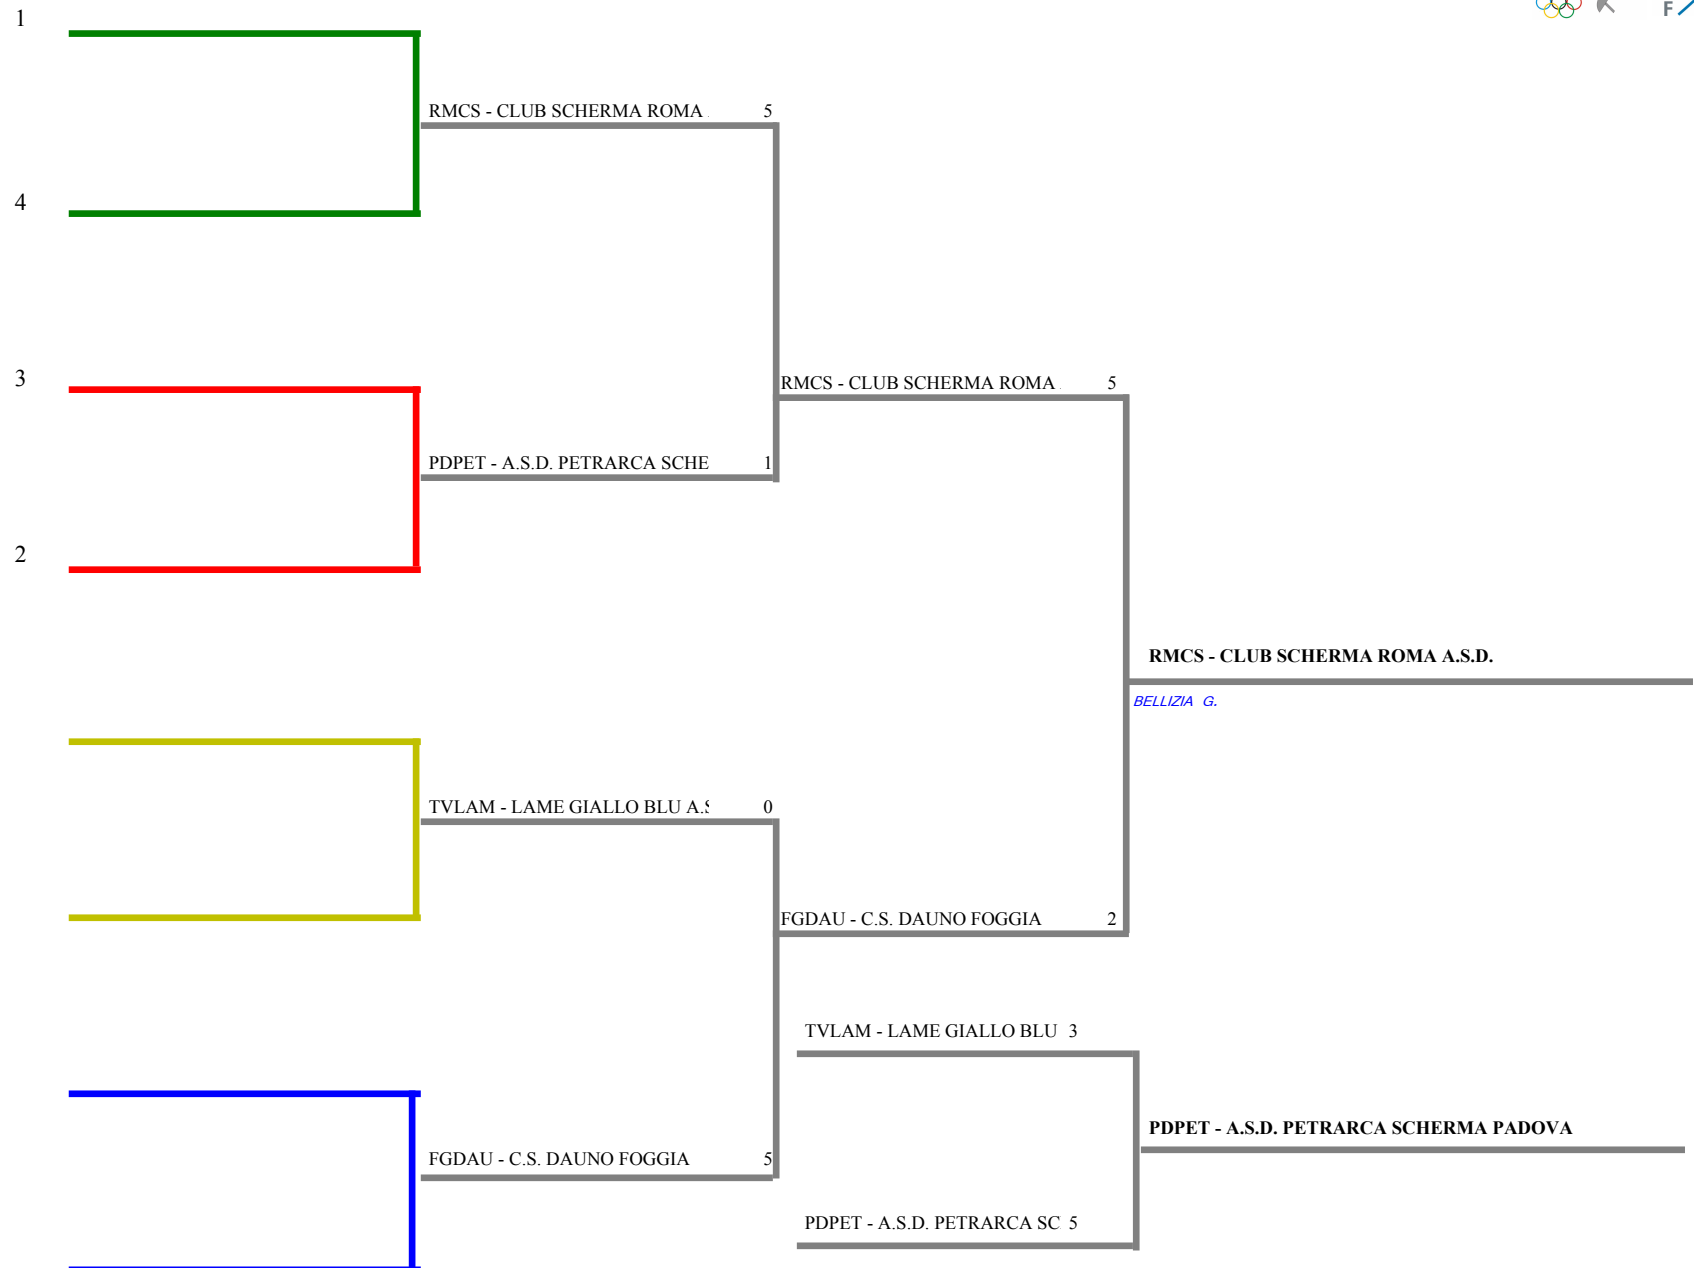 1
F
RMCS - CLUB SCHERMA ROMA 5
4
3
RMCS - CLUB SCHERMA ROMA 5
PDPET - A.S.D. PETRARCA SCHE 1
2
RMCS - CLUB SCHERMA ROMA A.S.D.
BELLIZIA G.
TVLAM - LAME GIALLO BLU 0
FGDAU - C.S. DAUNO FOGGIA 2
TVLAM - LAME GIALLO BLU 3
PDPET - A.S.D. PETRARCA SCHERMA PADOVA
FGDAU - C.S. DAUNO FOGGIA 5
PDPET - A.S.D. PETRARCA SC 5